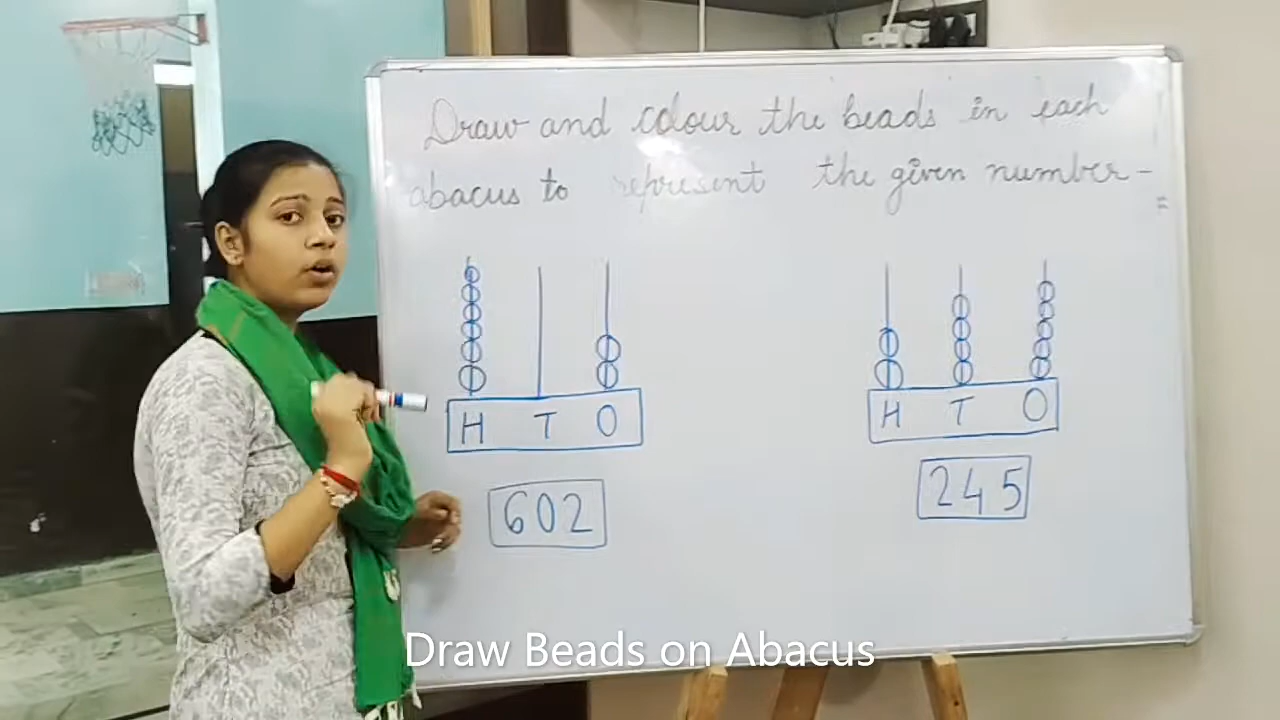 Draw and colour the beads in each
abacus to represent the given number-
H T O
H T O
602
245
Draw Beads on Abacus